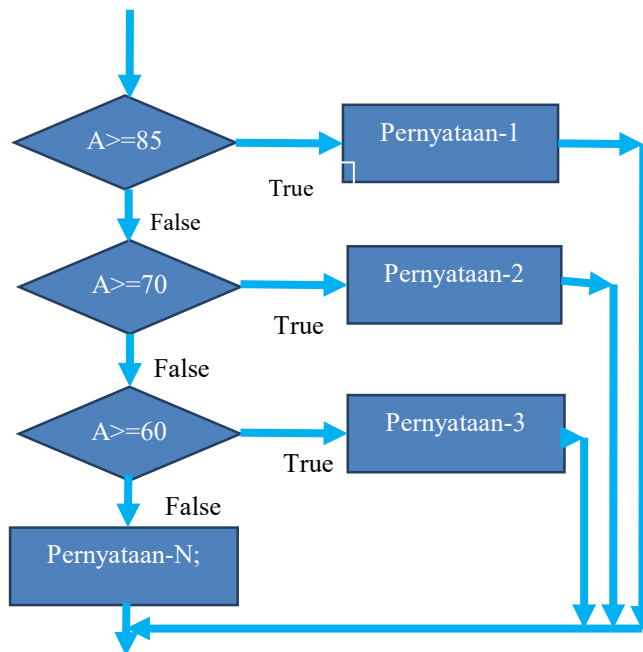 A>=85
Pernyataan-1
True
False
A>=70
Pernyataan-2
True
False
A>=60
Pernyataan-3
True
False
Pernyataan-N;